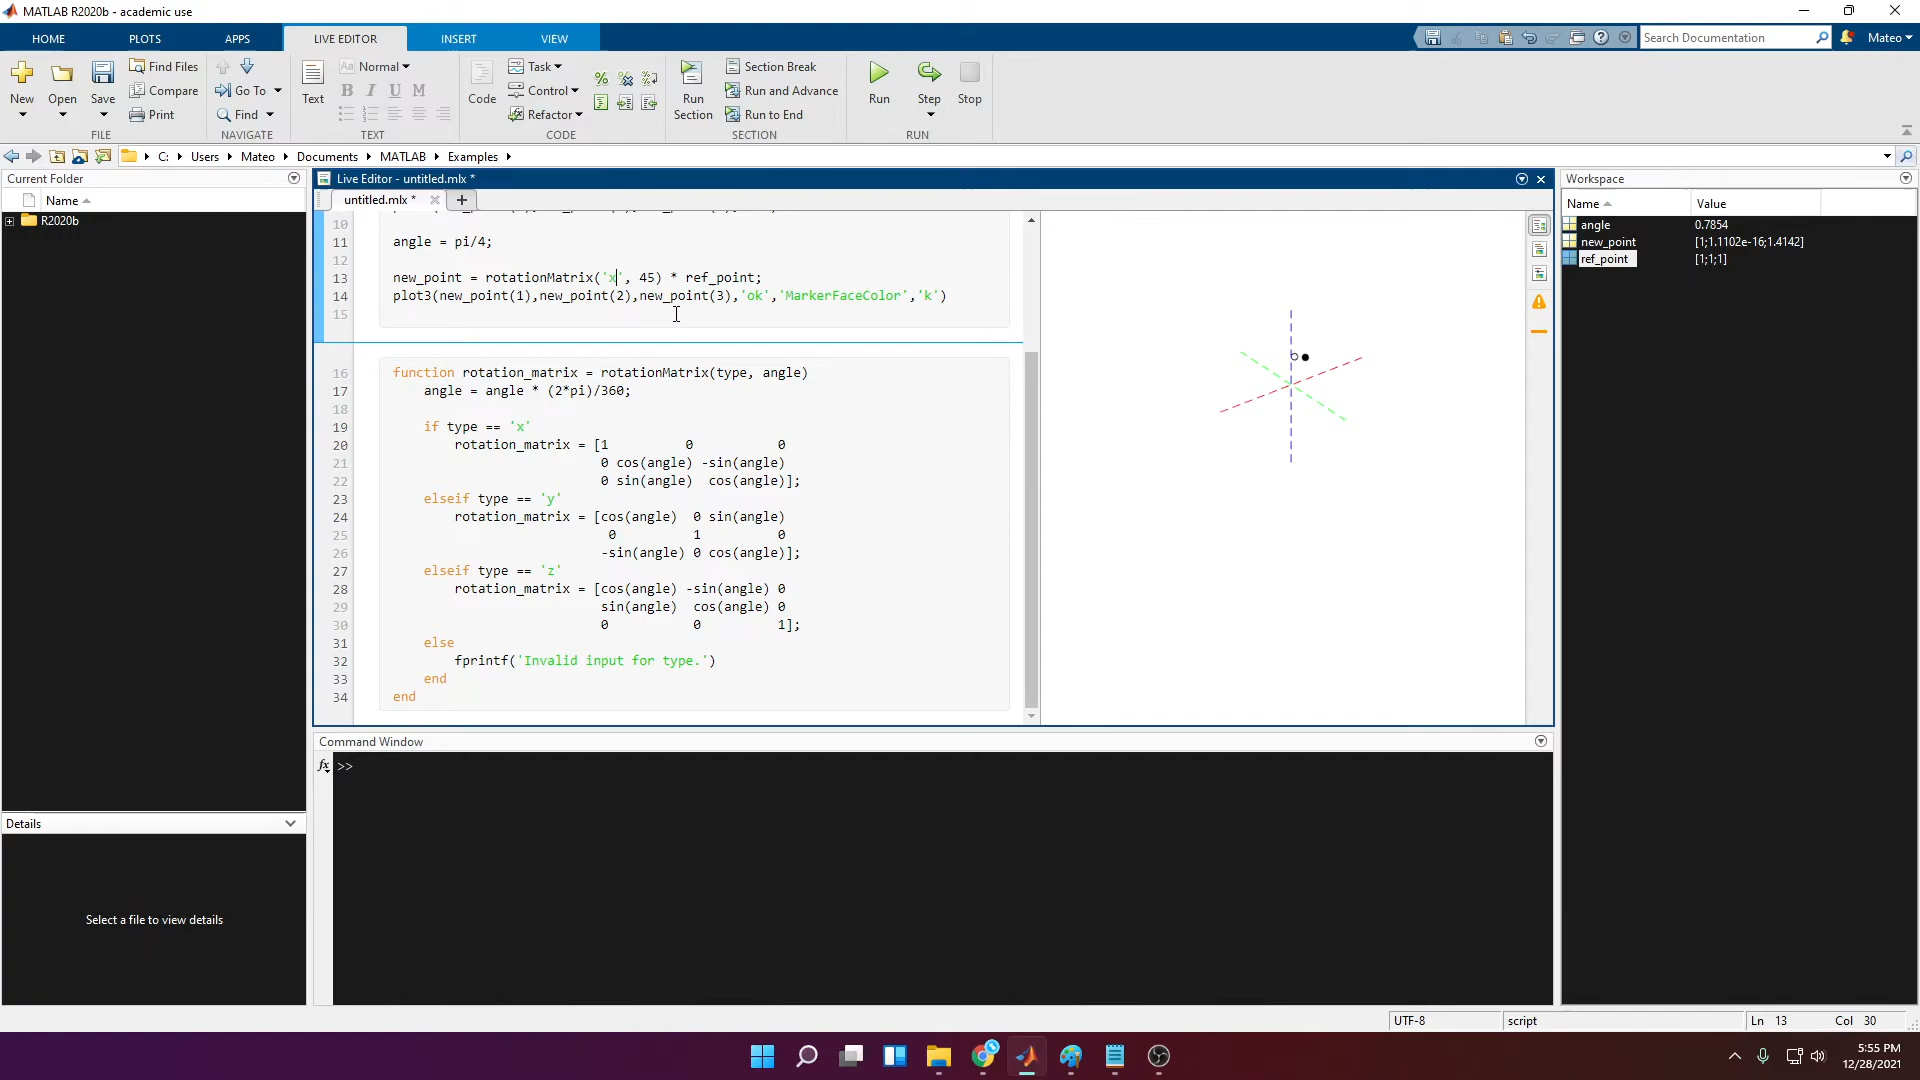 MATLAB R2020b - academic use
HOME PLOTS APPS LIVE EDITOR INSERT VIEW
Search Documentation
Mateo
New
Open
Save
Find Files
Compare
Print
FILE
Go To
Find
NAVIGATE
Text
Aa Normal
B I U M
TEXT
Code
Task
Control
Refactor
CODE
Run
Section
Section Break
Run and Advance
Run to End
SECTION
Run
Step
Stop
RUN
C: Users Mateo Documents MATLAB Examples
Current Folder
Name
R2020b
Details
Select a file to view details
Live Editor - untitled.mlx *
untitled.mlx *
10
11 angle = pi/4;
12
13 new_point = rotationMatrix('x', 45) * ref_point;
14 plot3(new_point(1),new_point(2),new_point(3),'ok','MarkerFaceColor','k')
15
16 function rotation_matrix = rotationMatrix(type, angle)
17 angle = angle * (2*pi)/360;
18
19 if type == 'x'
20 rotation_matrix = [1 0 0
21 0 cos(angle) -sin(angle)
22 0 sin(angle) cos(angle)];
23 elseif type == 'y'
24 rotation_matrix = [cos(angle) 0 sin(angle)
25 0 1 0
26 -sin(angle) 0 cos(angle)];
27 elseif type == 'z'
28 rotation_matrix = [cos(angle) -sin(angle) 0
29 sin(angle) cos(angle) 0
30 0 0 1];
31 else
32 fprintf('Invalid input for type.')
33 end
34 end
Command Window
fx >>
Workspace
Name Value
angle 0.7854
new_point [1;1.1102e-16;1.4142]
ref_point [1;1;1]
UTF-8 script Ln 13 Col 30
5:55 PM
12/28/2021